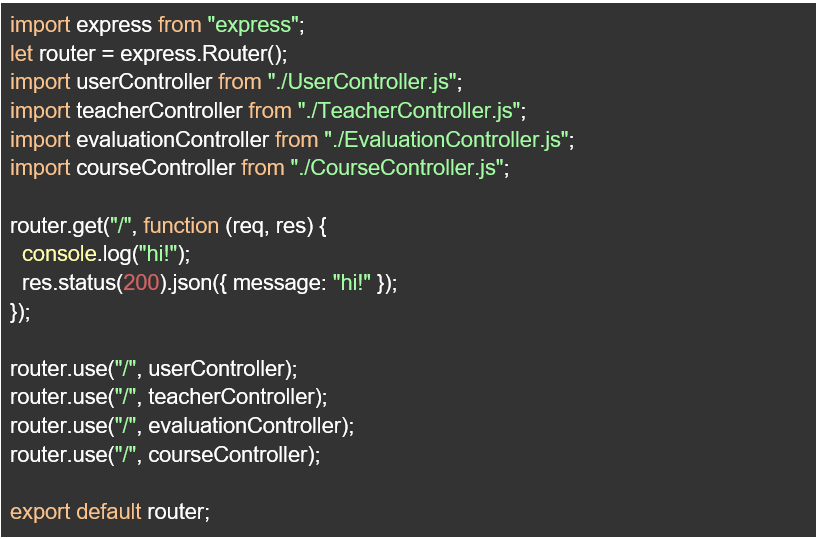 import express from "express";
let router = express.Router();
import userController from "./UserController.js";
import teacherController from "./TeacherController.js";
import evaluationController from "./EvaluationController.js";
import courseController from "./CourseController.js";

router.get("/", function (req, res) {
  console.log("hi!");
  res.status(200).json({ message: "hi!" });
});

router.use("/", userController);
router.use("/", teacherController);
router.use("/", evaluationController);
router.use("/", courseController);

export default router;